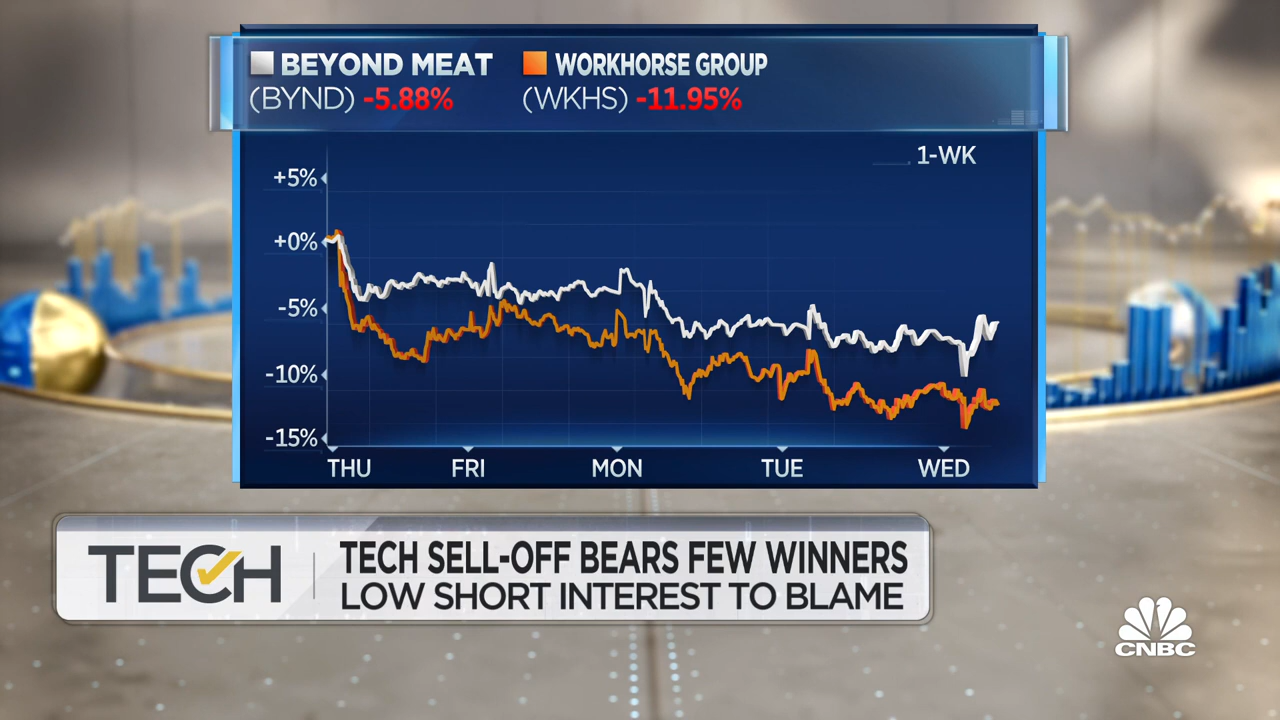 BEYOND MEAT
(BYND) -5.88%
WORKHORSE GROUP
(WKHS) -11.95%
1-WK
+5%
+0%
-5%
-10%
-15%
THU FRI MON TUE WED
TECH
TECH SELL-OFF BEARS FEW WINNERS
LOW SHORT INTEREST TO BLAME
CNBC